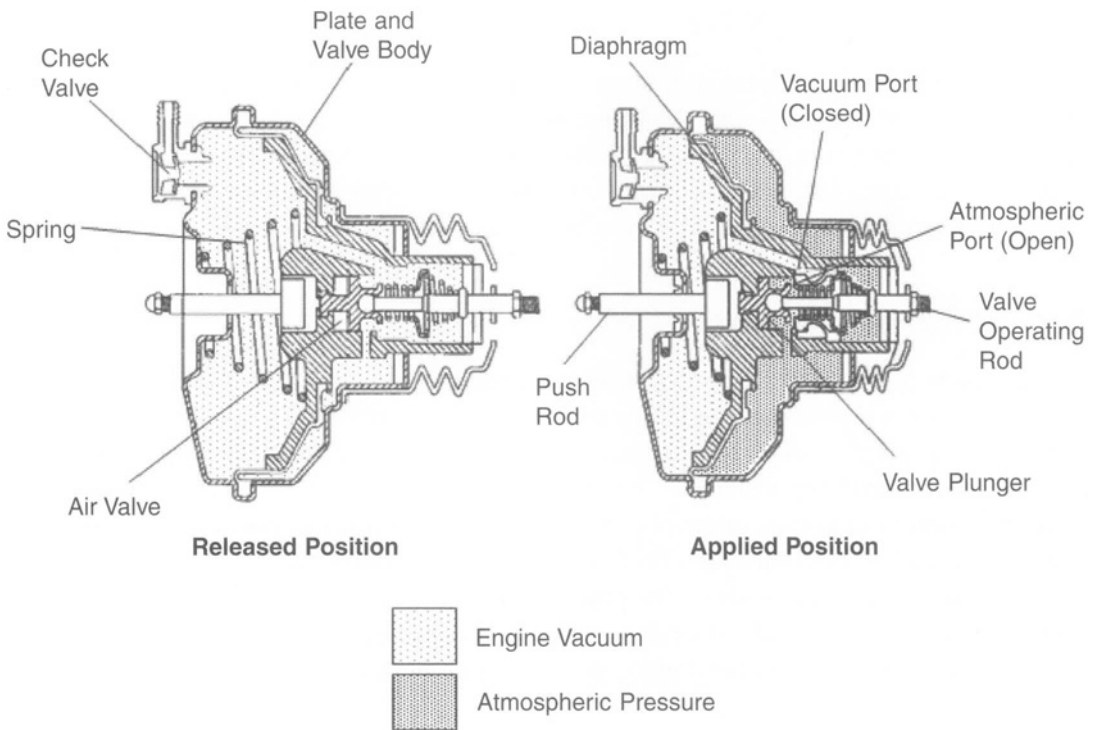 Plate and
Valve Body
Check
Valve
Spring
Air Valve
Released Position
Diaphragm
Vacuum Port
(Closed)
Atmospheric
Port (Open)
Valve
Operating
Rod
Push
Rod
Valve Plunger
Applied Position
Engine Vacuum
Atmospheric Pressure